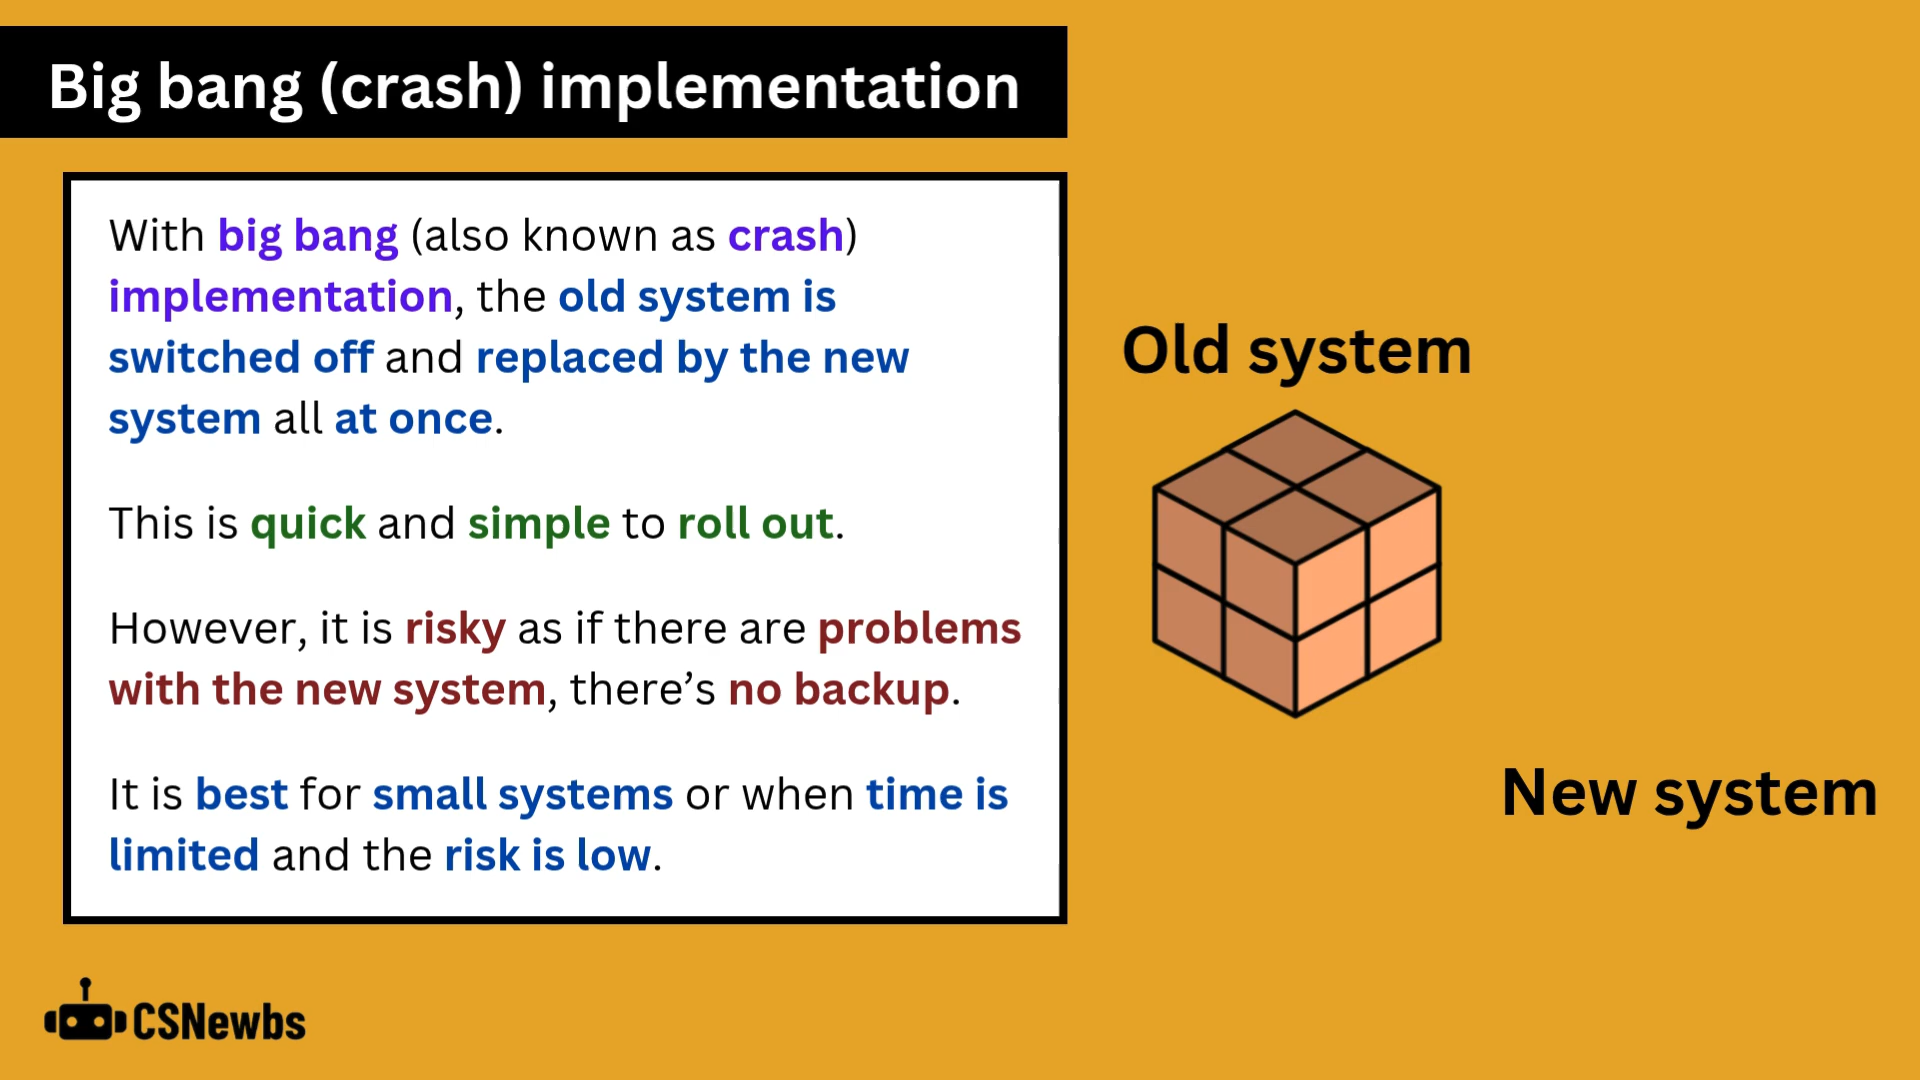 Big bang (crash) implementation
With big bang (also known as crash)
implementation, the old system is
switched off and replaced by the new
system all at once.
This is quick and simple to roll out.
However, it is risky as if there are problems
with the new system, there’s no backup.
It is best for small systems or when time is
limited and the risk is low.
Old system
New system
CSNewbs